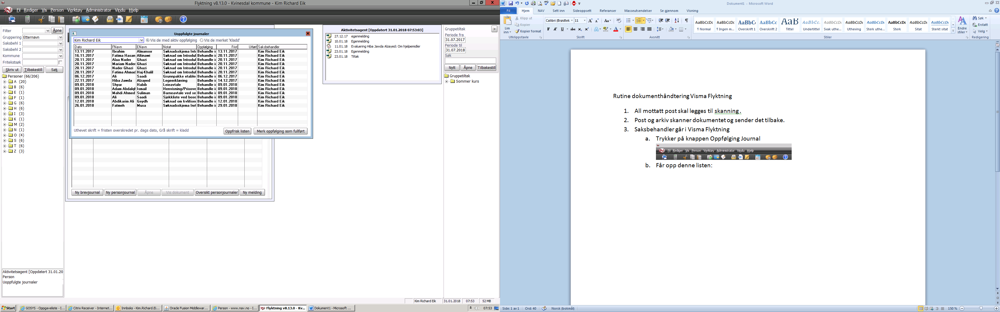 Flyktning v8.13.0 - Kvinesdal kommune - Kim Richard Eik
Fil Rediger Vis Person Verktøy Administrator Vindu Hjelp
Filter
Åpne
Gruppering Etternavn
Saksbehl 1
Saksbehl 2
Kommune
Fritekstsøk
Skriv ut Tilbakestill Søk
Personer (66/206)
A (20)
B (6)
E (1)
F (1)
G (6)
H (6)
I (3)
K (1)
M (2)
N (1)
O (4)
S (6)
T (6)
Z (3)
Aktivitetsagent [Oppdatert 31.01.20
Person
Uoppfulgte journaler
Uoppfulgte journaler
Kim Richard Eik Vis de med aktiv oppfølging Vis de merket 'Kladd'
Dato FNavn ENavn Notat Oppfølging Frist Utført Saksbehandler
13.11.2017 Ibrahim Almansor Søknadsskjema Intr Behandle i 13.11.2017 Kim Richard Eik
16.11.2017 Fatima Hasan Altinawi Søknad om Introdul Behandle i 20.11.2017 Kim Richard Eik
20.11.2017 Alaa Nader Ghazi Søknad om Introdul Behandle i 20.11.2017 Kim Richard Eik
20.11.2017 Mariam Nader Ghazi Søknad om Introdul Behandle i 20.11.2017 Kim Richard Eik
20.11.2017 Nader Ghazi Ghazi Søknad om Introdul Behandle i 20.11.2017 Kim Richard Eik
20.11.2017 Fatima Ahmad Haj-Khalil Søknad om Introdul Behandle i 20.11.2017 Kim Richard Eik
06.12.2017 Ali Saadi Grunnpakke etabler Behandle i 06.12.2017 Kim Richard Eik
22.11.2017 Hiba Jawda Alzayed Legeerklæring Behandle i 14.12.2017 Kim Richard Eik
09.01.2018 Shyar Habib Leieavtale Behandle i 09.01.2018 Kim Richard Eik
09.01.2018 Adam Abdalql Ismail Henvisning/Prisove Behandle i 09.01.2018 Kim Richard Eik
09.01.2018 Mahdi Ahmed Suliman Barneavtale ved se Behandle i 09.01.2018 Kim Richard Eik
09.01.2018 Ali Saadi Sjekkliste ved bose Behandle i 09.01.2018 Kim Richard Eik
12.01.2018 Abdikarim Ali Geydh Søknad om kvlifiser Behandle i 12.01.2018 Kim Richard Eik
26.01.2018 Fatmeh Musa Søknadsskjema Inrt Behandle i 29.01.2018 Kim Richard Eik
Uthevet skrift = fristen overskredet pr. dags dato, Grå skrift = kladd
Oppfrisk listen Merk oppfølging som fullført
Ny brevjournal Ny personjournal Åpne Vis dokument Oversikt personjournaler Ny melding
Aktivitetsagent [Oppdatert 31.01.2018 07:53:03]
27.12.17 egenmelding
10.01.18 Egenmelding
11.01.18 Evaluering Hiba Jawda Alzayed: Om hjelpemidler
23.01.18 Egenmelding
23.01.18 Tiltak
Gruppetiltak >
Periode fra
31.07.2017
Periode til
31.07.2018
Søk
Nytt Åpne Tilbakestill
Gruppetiltak
Sommer kurs
Kim Richard Eik 31.01.2018 07:53 52 MB
Start GOSYS - Oppgaveliste - I... Citrix Receiver - Internet... Innboks - Kim.Richard.Ei... Oracle Fusion Middlewar... Person - www.nav.no - I... Flyktning v8.13.0 - Kv... Dokument1 - Microsoft ... 07:53
Dokument1 - Microsoft Word
Fil Hjem NAV Sett inn Sideoppsett Referanser Masseutsendelser Se gjennom Visning
Lim inn
Klipp ut
Kopier
Kopier format
Utklippstavle
Calibri (Brødtek 11
F K U abc
Skrift
Avsnitt
AaBbCcDc AaBbCcDc AaBbC( AaBbCc AaB AaBbCc. AaBbCcDc AaBbCcDc AaBbCcDc AaBbCcDc AaBbCcDc AaBbCcDc
¶ Normal ¶ Ingen m... Overskrift 1 Overskrift 2 Tittel Undertittel Svak uthe... Utheving Sterk uthe... Sterk Sitat Sterkt sitat
Stiler
Endre stiler
Søk
Erstatt
Velg
Redigering
Rutine dokumenthåndtering Visma Flyktning
1. All mottatt post skal legges til skanning.
2. Post og arkiv skanner dokumentet og sender det tilbake.
3. Saksbehandler går i Visma Flyktning
a. Trykker på knappen Oppfølging Journal
Fil Rediger Vis Person Verktøy Administrator Vindu Hjelp
b. Får opp denne listen:
Side: 1 av 1 Ord: 40 Norsk (bokmål) 150 %